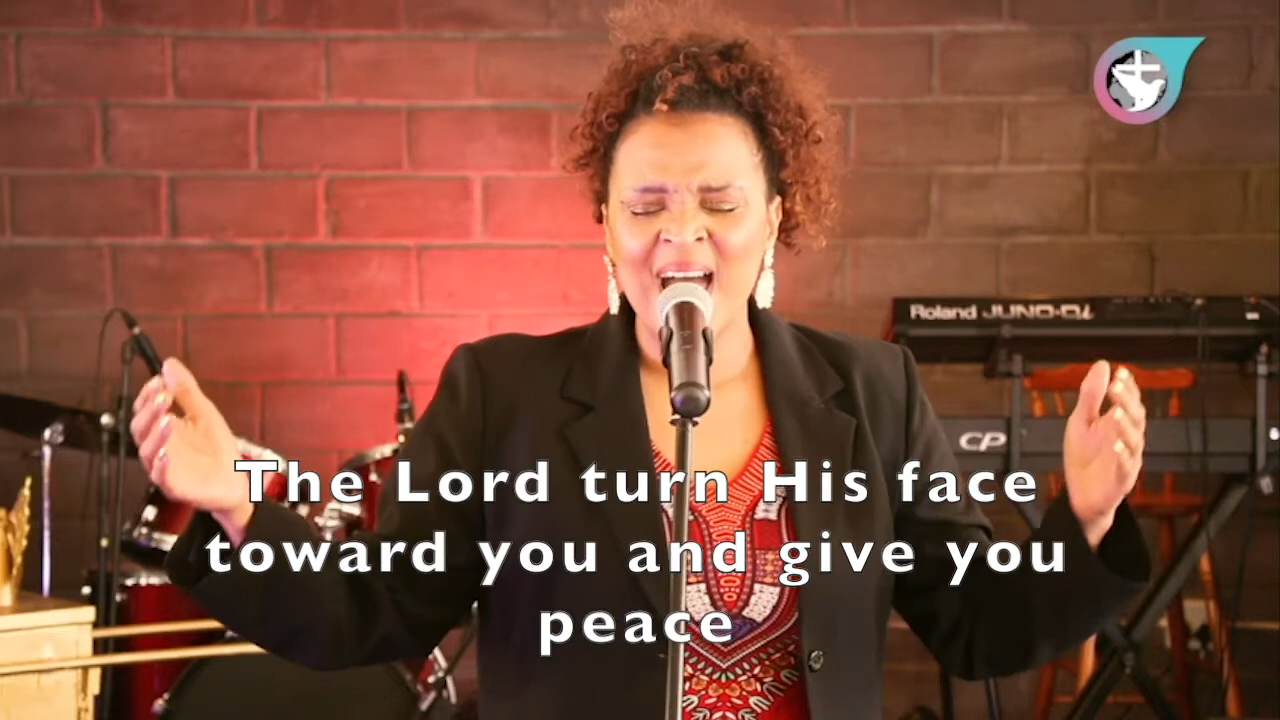 Roland JUNO-Di
CP
The Lord turn His face
toward you and give you
peace